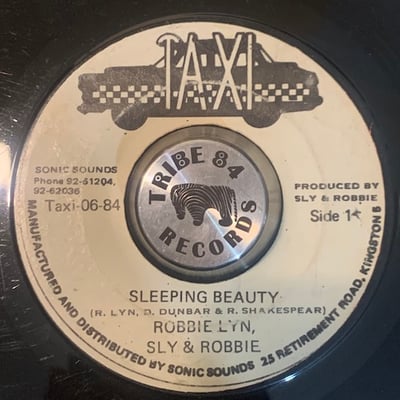 TAXI
SONIC SOUNDS
Phone 92-61204,
92-62036
Taxi-06-84
PRODUCED BY
SLY & ROBBIE
Side 1
TRIBE 84
RECORDS
SLEEPING BEAUTY
(R. LYN, D. DUNBAR & R. SHAKESPEAR)
ROBBIE LYN,
SLY & ROBBIE
MANUFACTURED AND DISTRIBUTED BY SONIC SOUNDS 25 RETIREMENT ROAD, KINGSTON 5